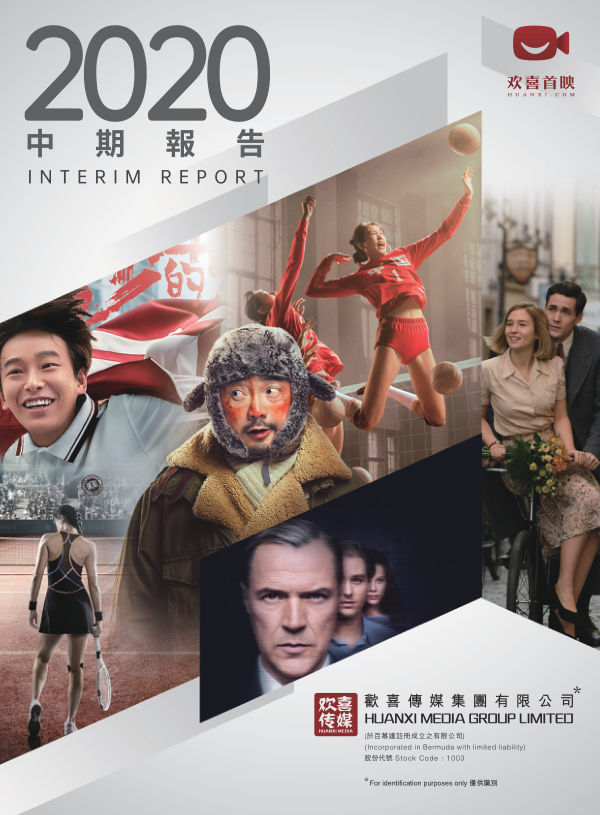 2020
中期報告
INTERIM REPORT
欢喜首映
HUANXI.COM
的
欢喜
传媒
HUANXI MEDIA
歡喜傳媒集團有限公司*
HUANXI MEDIA GROUP LIMITED
(於百慕達註冊成立之有限公司)
(Incorporated in Bermuda with limited liability)
股份代號 Stock Code : 1003
*For identification purposes only 僅供識別